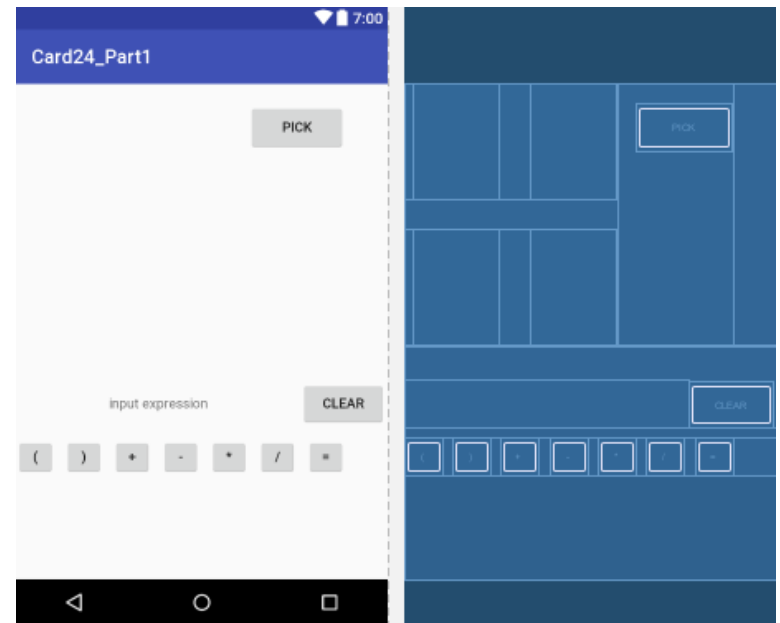 7:00
Card24_Part1
PICK
PICK
input expression
CLEAR
CLEAR
( ) + - * / =
( ) + - * / =